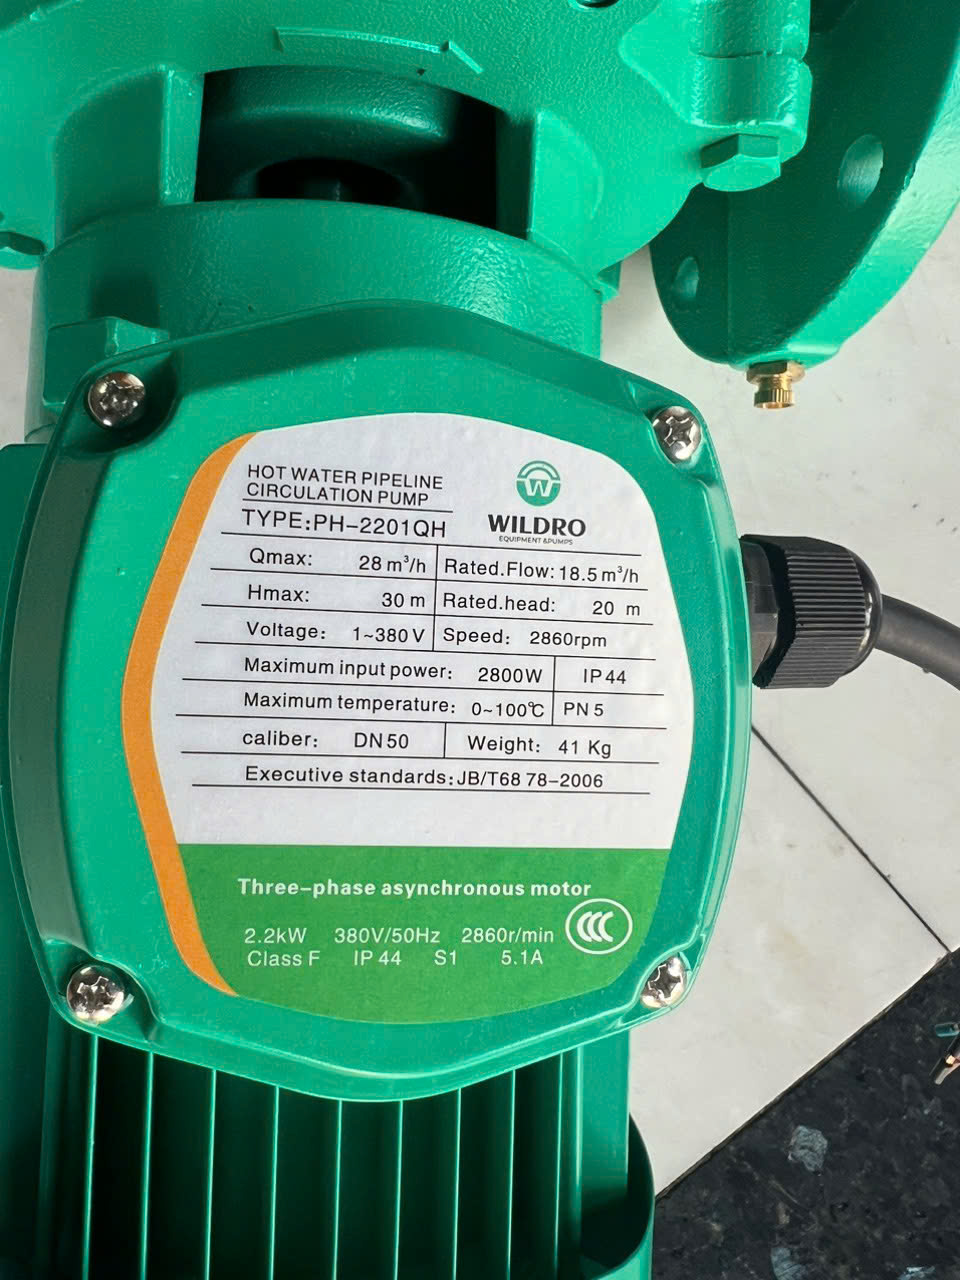 HOT WATER PIPELINE
CIRCULATION PUMP
TYPE:PH-2201QH
WILDRO
EQUIPMENT &PUMPS
Qmax: 28 m³/h Rated.Flow: 18.5 m³/h
Hmax: 30 m Rated.head: 20 m
Voltage: 1~380 V Speed: 2860rpm
Maximum input power: 2800W IP 44
Maximum temperature: 0~100℃ PN 5
caliber: DN 50 Weight: 41 Kg
Executive standards: JB/T68 78-2006
Three-phase asynchronous motor
2.2kW 380V/50Hz 2860r/min
Class F IP 44 S1 5.1A
CCC